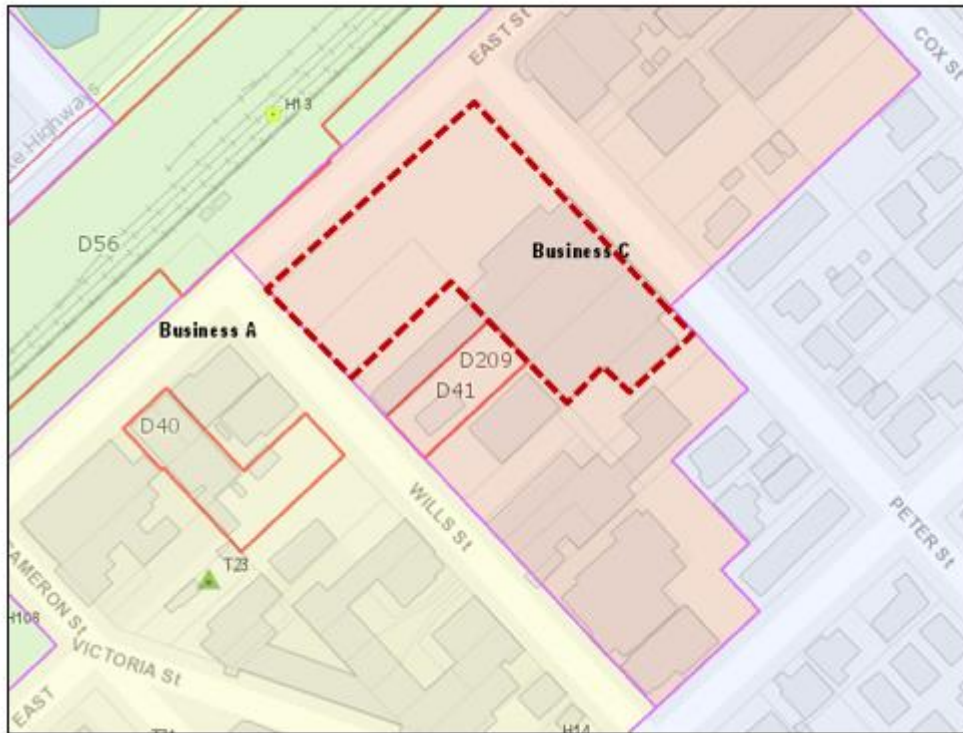 EAST ST
COX ST
ke Highways
H13
D56
Business C
Business A
D209
D41
D40
WILLS ST
PETER ST
T23
AMERON ST
H108
VICTORIA ST
EAST
H14